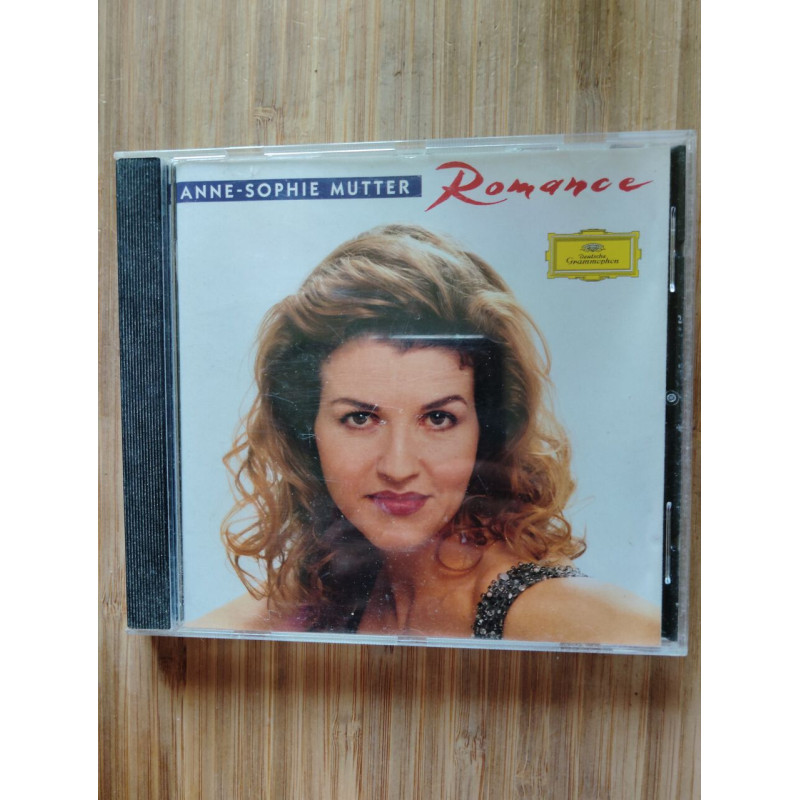 ANNE-SOPHIE MUTTER Romance
Deutsche
Grammophon